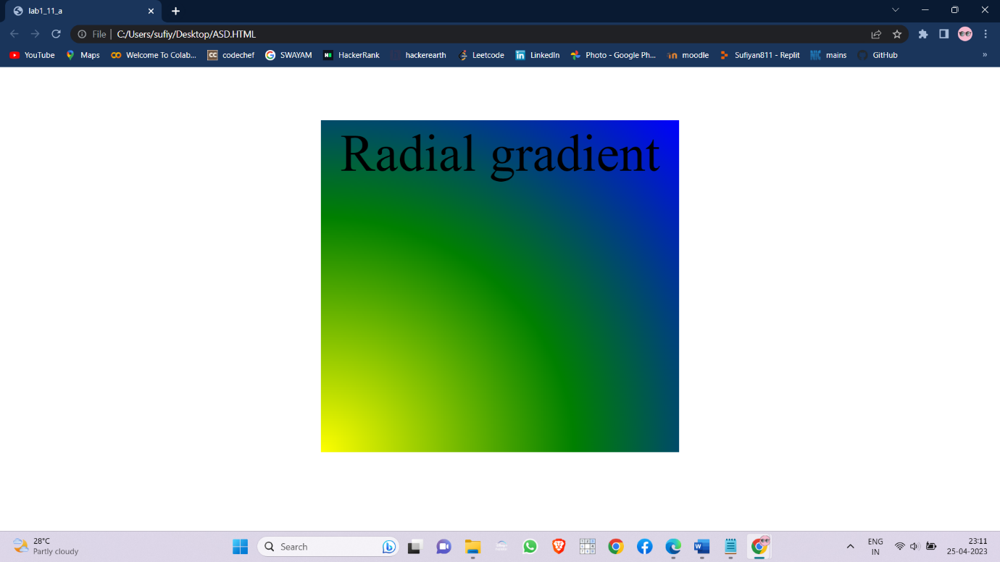 lab1_11_a
File | C:/Users/sufiy/Desktop/ASD.HTML
YouTube Maps Welcome To Colab... CC codechef G SWAYAM HackerRank hackerearth Leetcode in LinkedIn Photo - Google Ph... moodle Sufiyan811 - Replit mains GitHub »
Radial gradient
28°C
Partly cloudy
Search
ENG
IN
23:11
25-04-2023